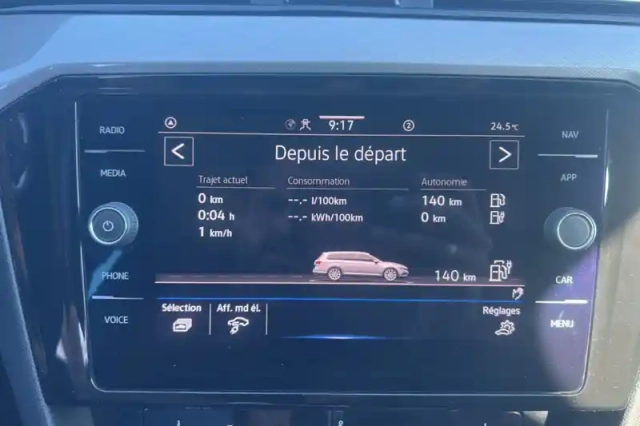 RADIO
9:17
2
24.5°C
NAV
Depuis le départ
MEDIA
APP
Trajet actuel
Consommation
Autonomie
0 km
--,- l/100km
140 km
0:04 h
--,- kWh/100km
0 km
1 km/h
PHONE
140 km
CAR
Sélection
Aff. md él.
Réglages
VOICE
MENU